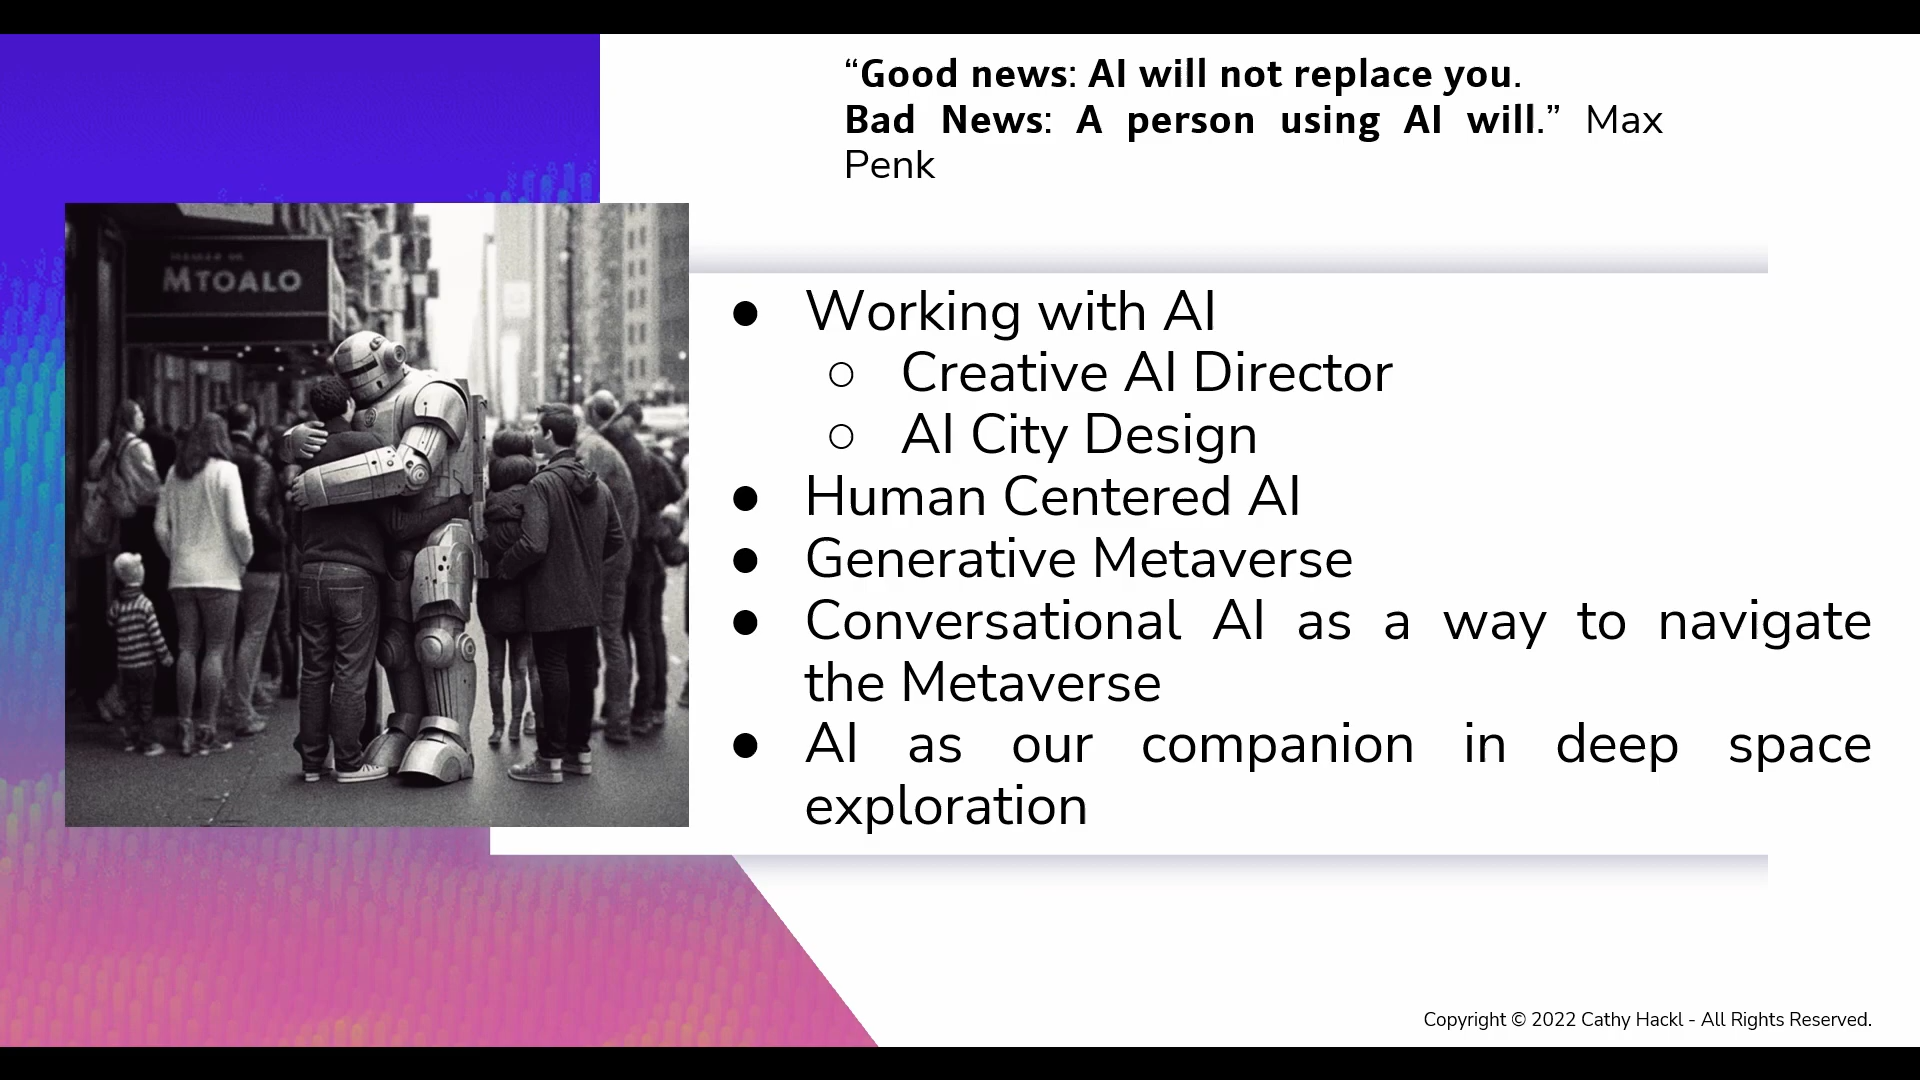 “Good news: AI will not replace you.
Bad News: A person using AI will.” Max
Penk
MTOALO
● Working with AI
○ Creative AI Director
○ AI City Design
● Human Centered AI
● Generative Metaverse
● Conversational AI as a way to navigate
the Metaverse
● AI as our companion in deep space
exploration
Copyright © 2022 Cathy Hackl - All Rights Reserved.